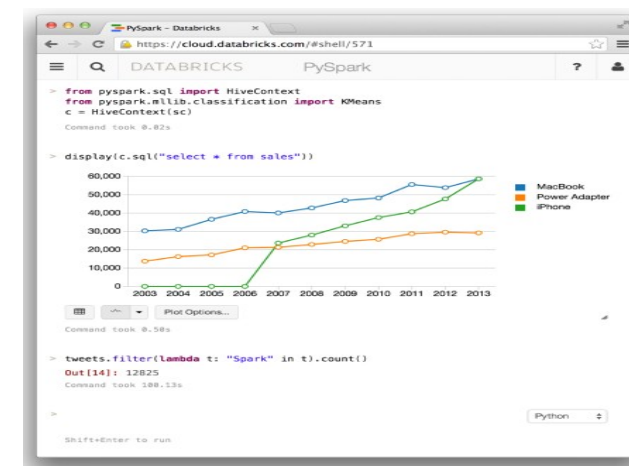 PySpark – Databricks
https://cloud.databricks.com/#shell/571
DATABRICKS PySpark ?
> from pyspark.sql import HiveContext
from pyspark.mllib.classification import KMeans
c = HiveContext(sc)
Command took 0.02s
> display(c.sql("select * from sales"))
60,000
50,000
40,000
30,000
20,000
10,000
0
2003 2004 2005 2006 2007 2008 2009 2010 2011 2012 2013
MacBook
Power Adapter
iPhone
Plot Options...
Command took 0.50s
> tweets.filter(lambda t: "Spark" in t).count()
Out[14]: 12825
Command took 100.13s
>
Python
Shift+Enter to run